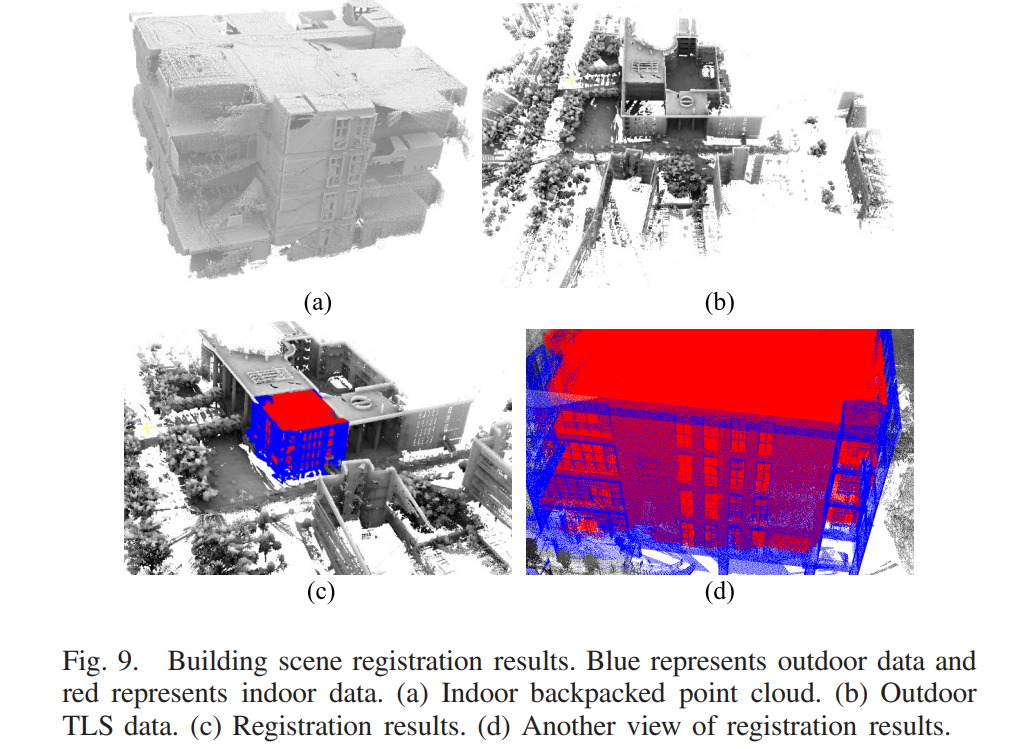 (a)
(b)
(c)
(d)
Fig. 9. Building scene registration results. Blue represents outdoor data and
red represents indoor data. (a) Indoor backpacked point cloud. (b) Outdoor
TLS data. (c) Registration results. (d) Another view of registration results.